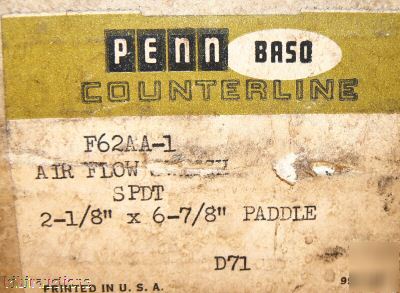 PENN BASO
COUNTERLINE
F62AA-1
AIR FLOW
SPDT
2-1/8" x 6-7/8" PADDLE
D71
PRINTED IN U. S. A.